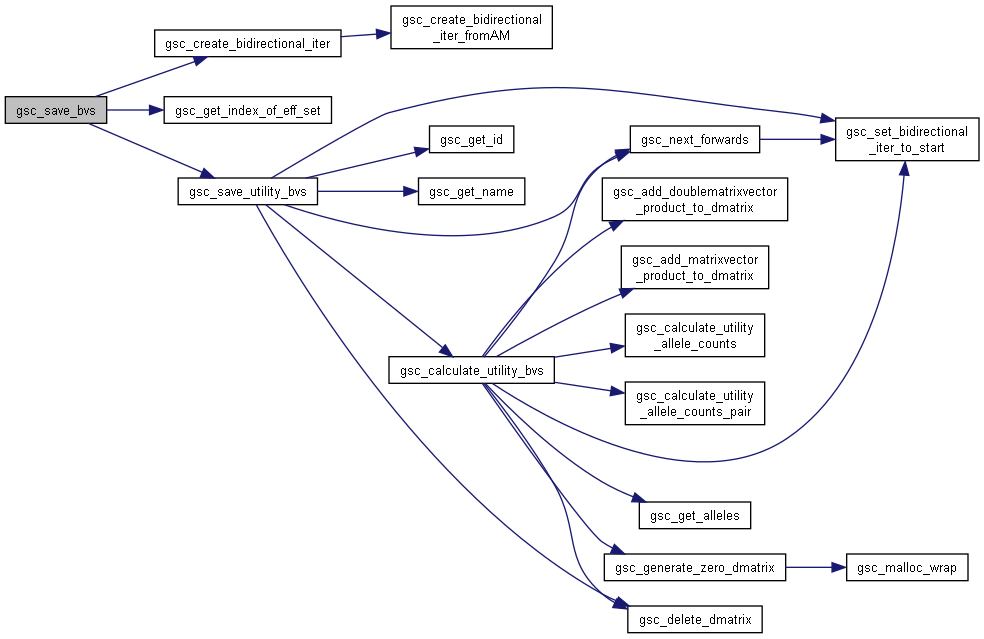 gsc_save_bvs
gsc_create_bidirectional_iter
gsc_create_bidirectional
_iter_fromAM
gsc_get_index_of_eff_set
gsc_save_utility_bvs
gsc_get_id
gsc_get_name
gsc_calculate_utility_bvs
gsc_next_forwards
gsc_set_bidirectional
_iter_to_start
gsc_add_doublematrixvector
_product_to_dmatrix
gsc_add_matrixvector
_product_to_dmatrix
gsc_calculate_utility
_allele_counts
gsc_calculate_utility
_allele_counts_pair
gsc_get_alleles
gsc_generate_zero_dmatrix
gsc_malloc_wrap
gsc_delete_dmatrix